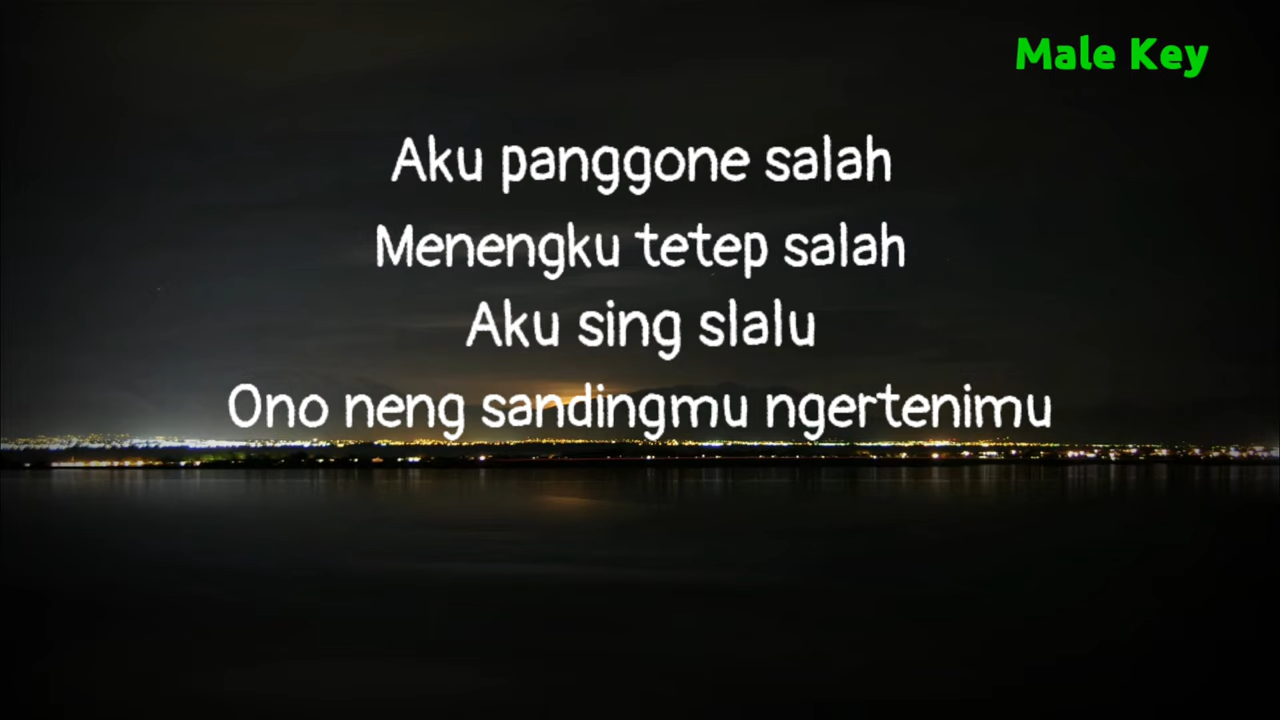 Male Key
Aku panggone salah
Menengku tetep salah
Aku sing slalu
Ono neng sandingmu ngertenimu